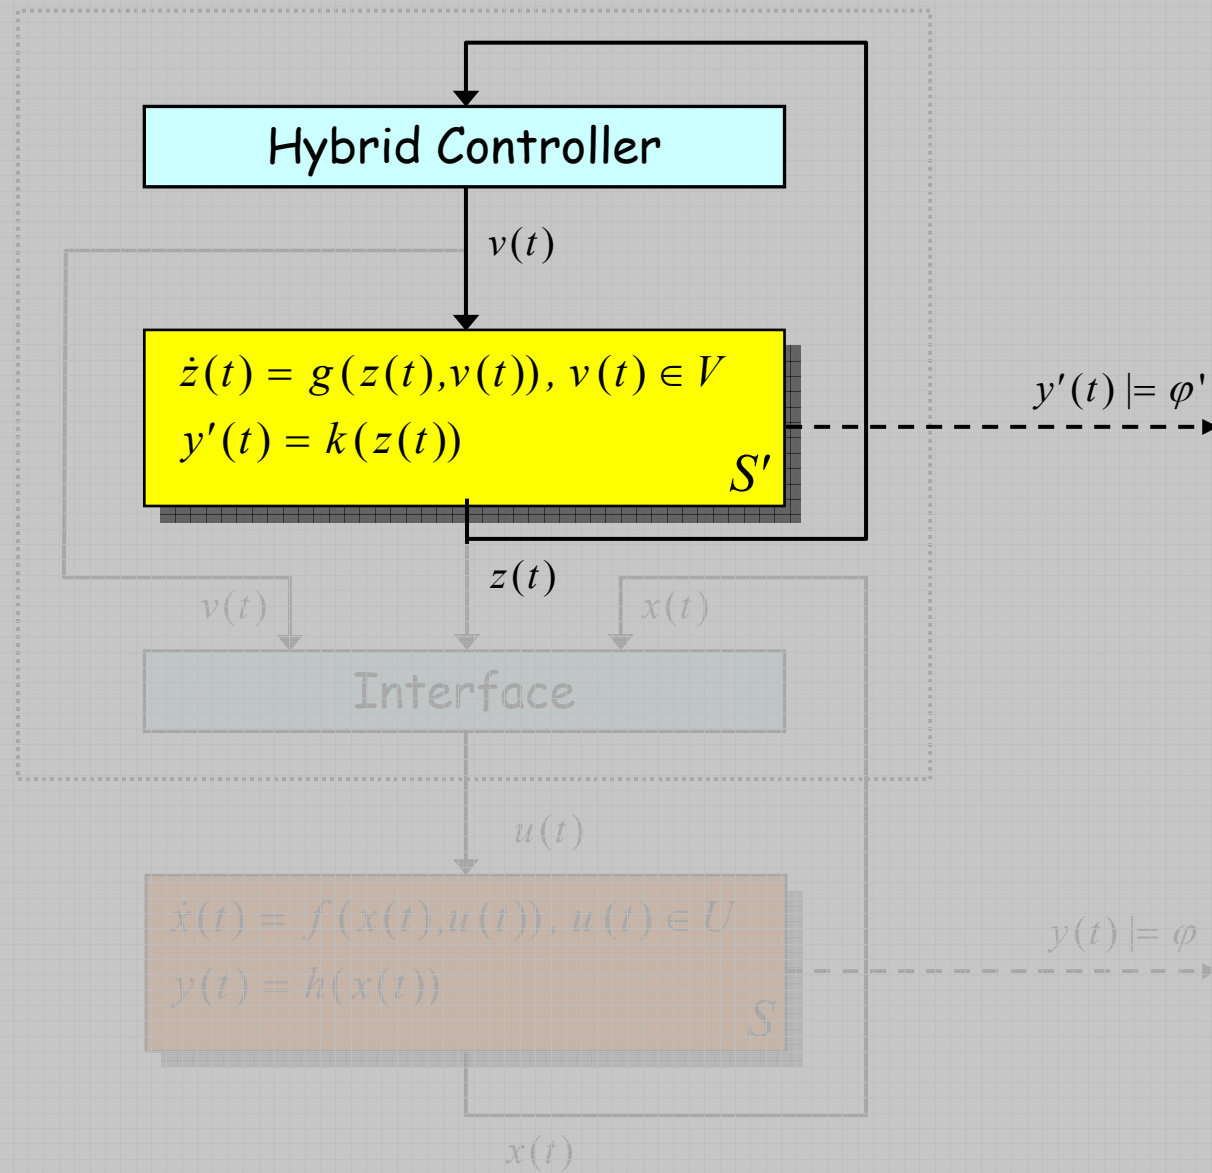 Hybrid Controller
v(t)
ż(t) = g(z(t),v(t)), v(t) ∈ V
y′(t) = k(z(t))
S′
y′(t) |= φ'
z(t)
v(t)
x(t)
Interface
u(t)
ẋ(t) = f(x(t),u(t)), u(t) ∈ U
y(t) = h(x(t))
S
y(t) |= φ
x(t)